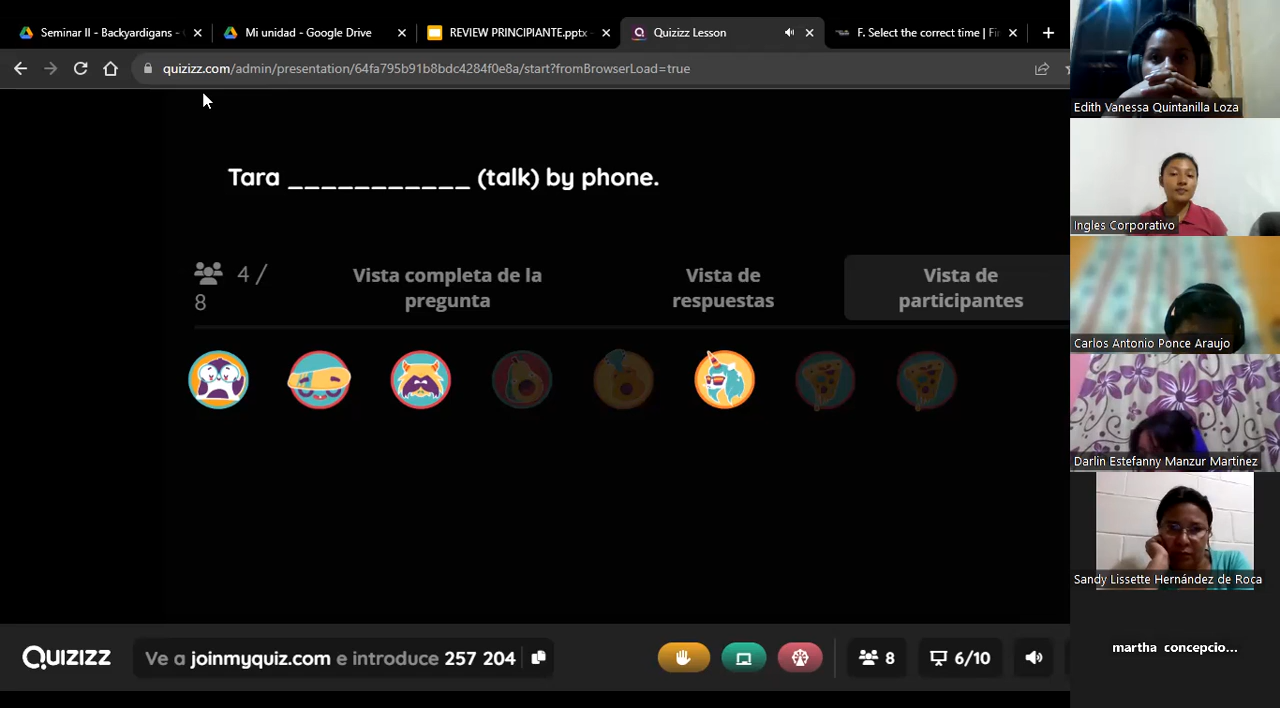 Seminar II - Backyardigans -
Mi unidad - Google Drive
REVIEW PRINCIPIANTE.pptx -
Quizizz Lesson
F. Select the correct time | Fi
quizizz.com/admin/presentation/64fa795b91b8bdc4284f0e8a/start?fromBrowserLoad=true
Tara ___________ (talk) by phone.
4 /
8
Vista completa de la
pregunta
Vista de
respuestas
Vista de
participantes
Quizizz
Ve a joinmyquiz.com e introduce 257 204
8
6/10
Edith Vanessa Quintanilla Loza
Ingles Corporativo
Carlos Antonio Ponce Araujo
Darlin Estefanny Manzur Martinez
Sandy Lissette Hernández de Roca
martha concepcio...